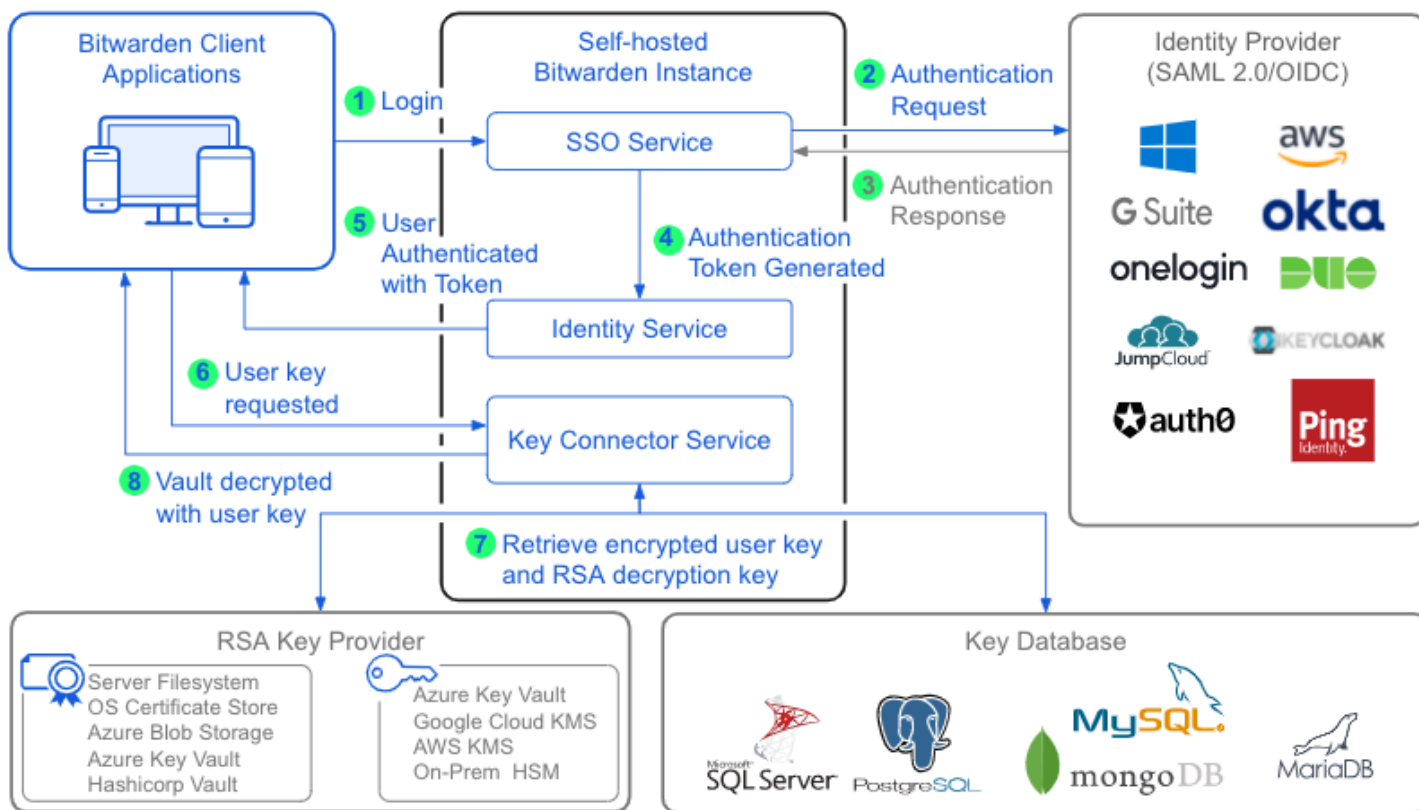 Bitwarden Client
Applications
Self-hosted
Bitwarden Instance
Identity Provider
(SAML 2.0/OIDC)
1 Login
2 Authentication
Request
SSO Service
3 Authentication
Response
aws
G Suite
okta
onelogin
DUO
JumpCloud
KEYCLOAK
auth0
Ping
Identity.
5 User
Authenticated
with Token
4 Authentication
Token Generated
Identity Service
6 User key
requested
Key Connector Service
8 Vault decrypted
with user key
7 Retrieve encrypted user key
and RSA decryption key
RSA Key Provider
Server Filesystem
OS Certificate Store
Azure Blob Storage
Azure Key Vault
Hashicorp Vault
Azure Key Vault
Google Cloud KMS
AWS KMS
On-Prem HSM
Key Database
Microsoft
SQL Server
PostgreSQL
MySQL
mongoDB
MariaDB